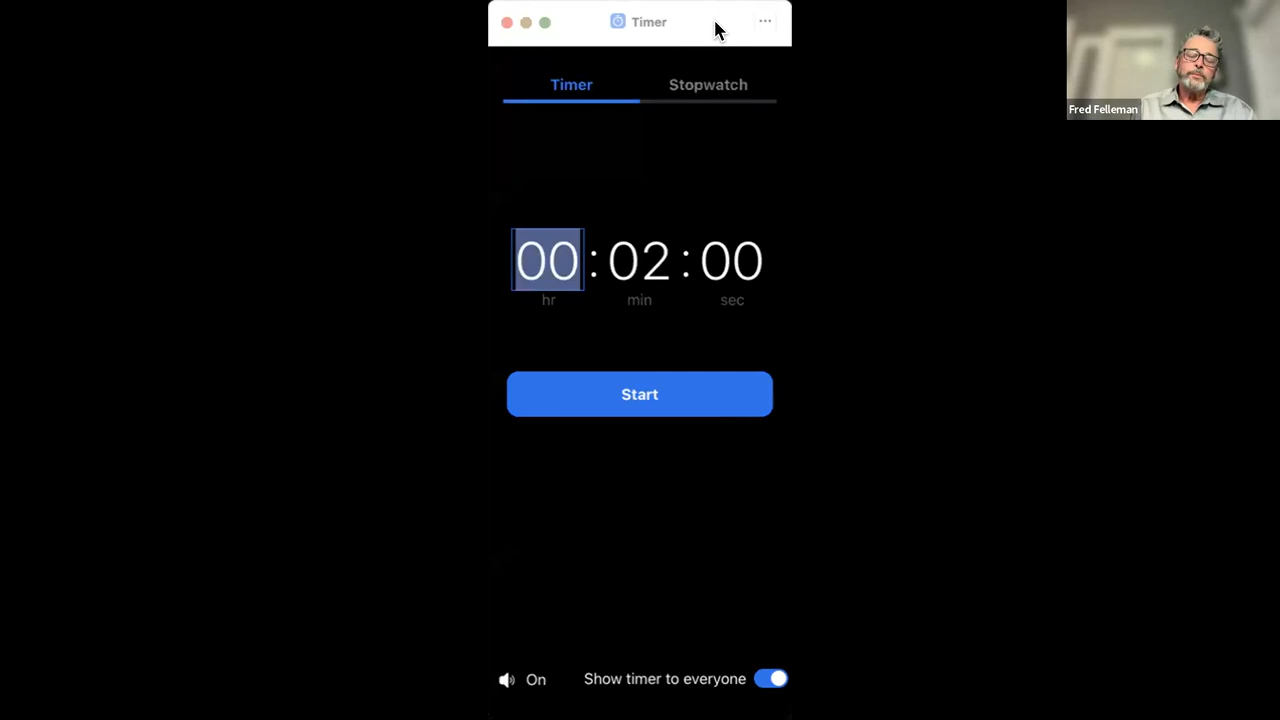 Timer
Timer Stopwatch
00 : 02 : 00
hr min sec
Start
On Show timer to everyone
Fred Felleman